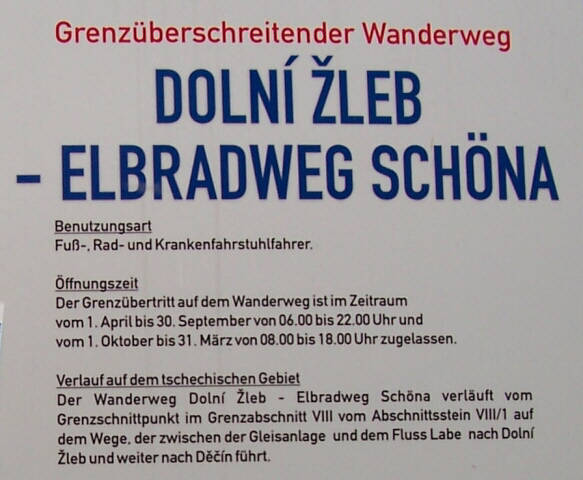 Grenzüberschreitender Wanderweg
DOLNÍ ŽLEB
- ELBRADWEG SCHÖNA
Benutzungsart
Fuß-, Rad- und Krankenfahrstuhlfahrer.
Öffnungszeit
Der Grenzübertritt auf dem Wanderweg ist im Zeitraum
vom 1. April bis 30. September von 06.00 bis 22.00 Uhr und
vom 1. Oktober bis 31. März von 08.00 bis 18.00 Uhr zugelassen.
Verlauf auf dem tschechischen Gebiet
Der Wanderweg Dolní Žleb - Elbradweg Schöna verläuft vom
Grenzschnittpunkt im Grenzabschnitt VIII vom Abschnittsstein VIII/1 auf
dem Wege, der zwischen der Gleisanlage und dem Fluss Labe nach Dolní
Žleb und weiter nach Děčín führt.